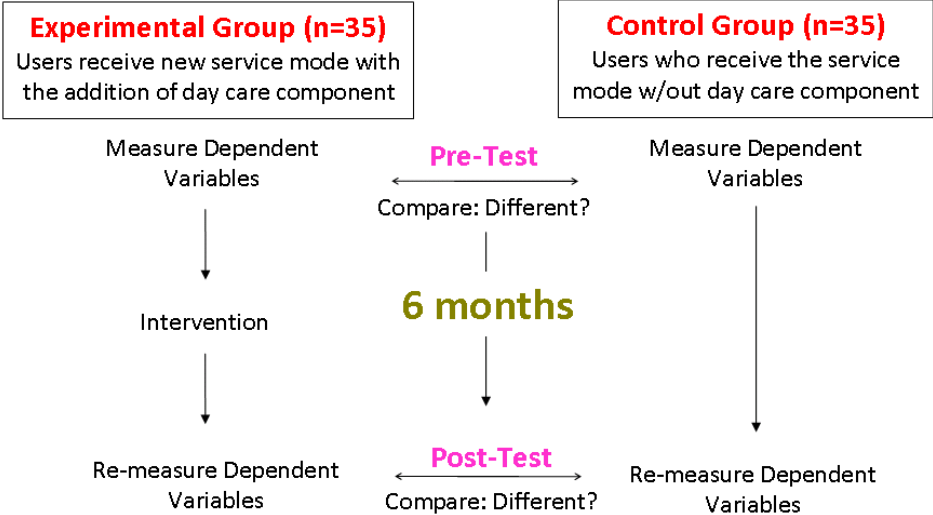 Experimental Group (n=35)
Users receive new service mode with
the addition of day care component
Control Group (n=35)
Users who receive the service
mode w/out day care component
Measure Dependent
Variables
Pre-Test
Compare: Different?
Measure Dependent
Variables
Intervention
6 months
Re-measure Dependent
Variables
Post-Test
Compare: Different?
Re-measure Dependent
Variables